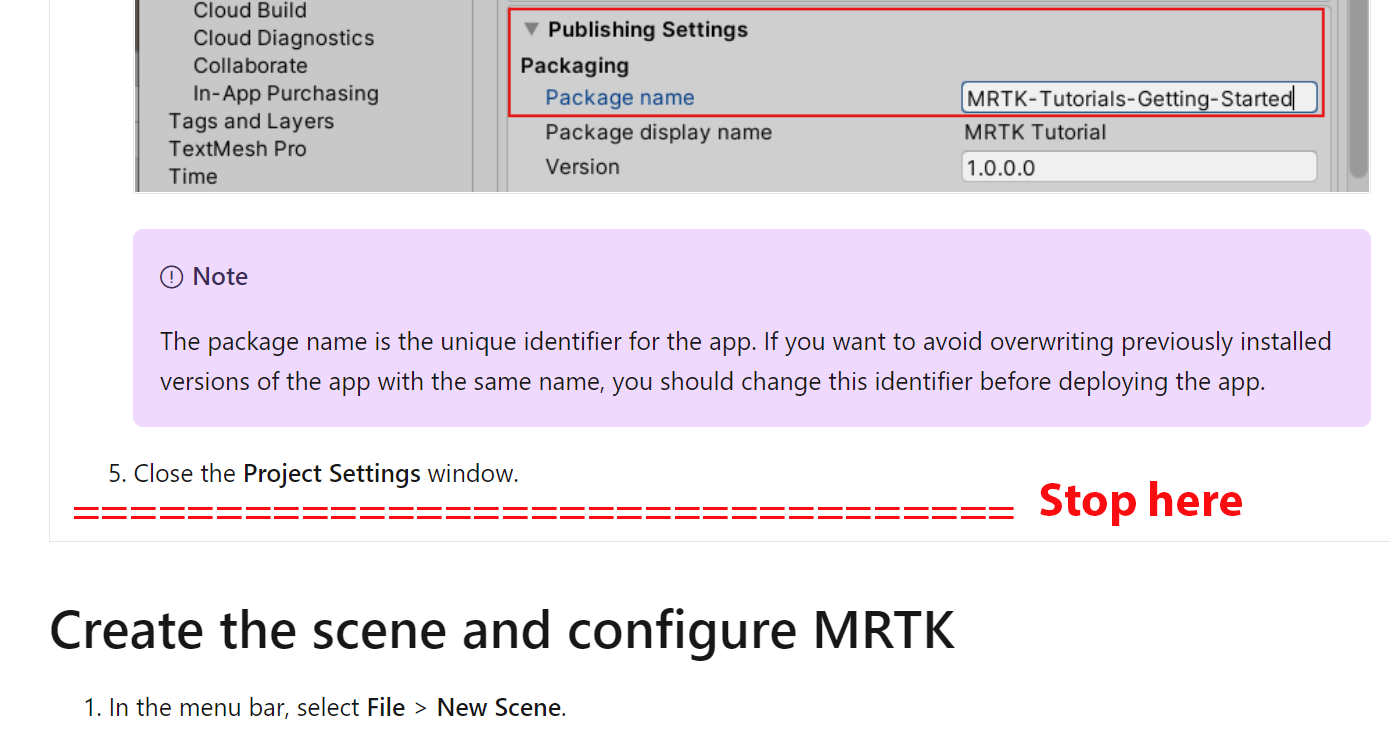 Cloud Build
Cloud Diagnostics
Collaborate
In-App Purchasing
Tags and Layers
TextMesh Pro
Time
Publishing Settings
Packaging
Package name MRTK-Tutorials-Getting-Started
Package display name MRTK Tutorial
Version 1.0.0.0
Note
The package name is the unique identifier for the app. If you want to avoid overwriting previously installed
versions of the app with the same name, you should change this identifier before deploying the app.
5. Close the Project Settings window.
================================= Stop here
Create the scene and configure MRTK
1. In the menu bar, select File > New Scene.